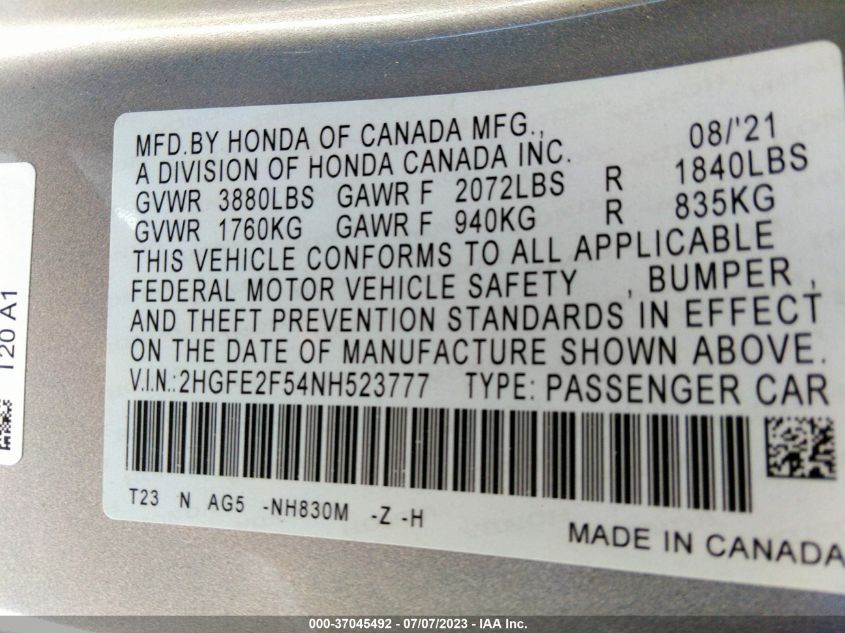 MFD.BY HONDA OF CANADA MFG., 08/'21
A DIVISION OF HONDA CANADA INC.
GVWR 3880LBS GAWR F 2072LBS R 1840LBS
GVWR 1760KG GAWR F 940KG R 835KG
THIS VEHICLE CONFORMS TO ALL APPLICABLE
FEDERAL MOTOR VEHICLE SAFETY , BUMPER ,
AND THEFT PREVENTION STANDARDS IN EFFECT
ON THE DATE OF MANUFACTURE SHOWN ABOVE.
V.I.N.:2HGFE2F54NH523777 TYPE: PASSENGER CAR
T23 N AG5 -NH830M -Z -H
MADE IN CANADA
T20 A1
000-37045492 - 07/07/2023 - IAA Inc.